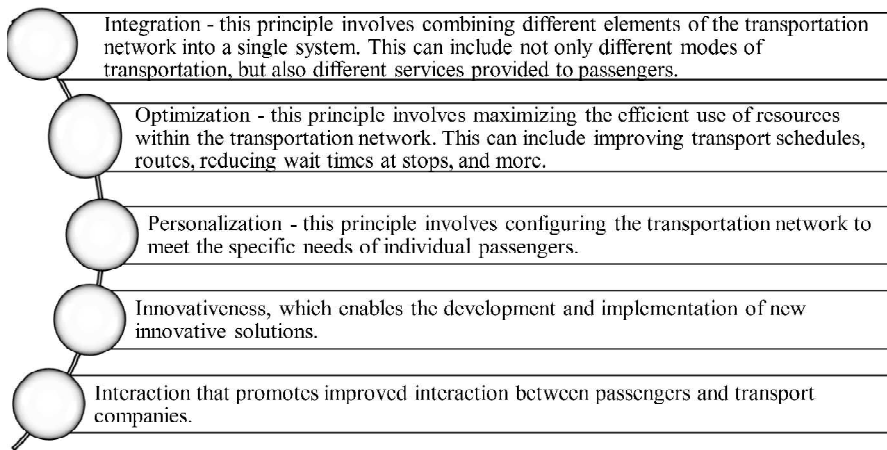 Integration - this principle involves combining different elements of the transportation
network into a single system. This can include not only different modes of
transportation, but also different services provided to passengers.
Optimization - this principle involves maximizing the efficient use of resources
within the transportation network. This can include improving transport schedules,
routes, reducing wait times at stops, and more.
Personalization - this principle involves configuring the transportation network to
meet the specific needs of individual passengers.
Innovativeness, which enables the development and implementation of new
innovative solutions.
Interaction that promotes improved interaction between passengers and transport
companies.